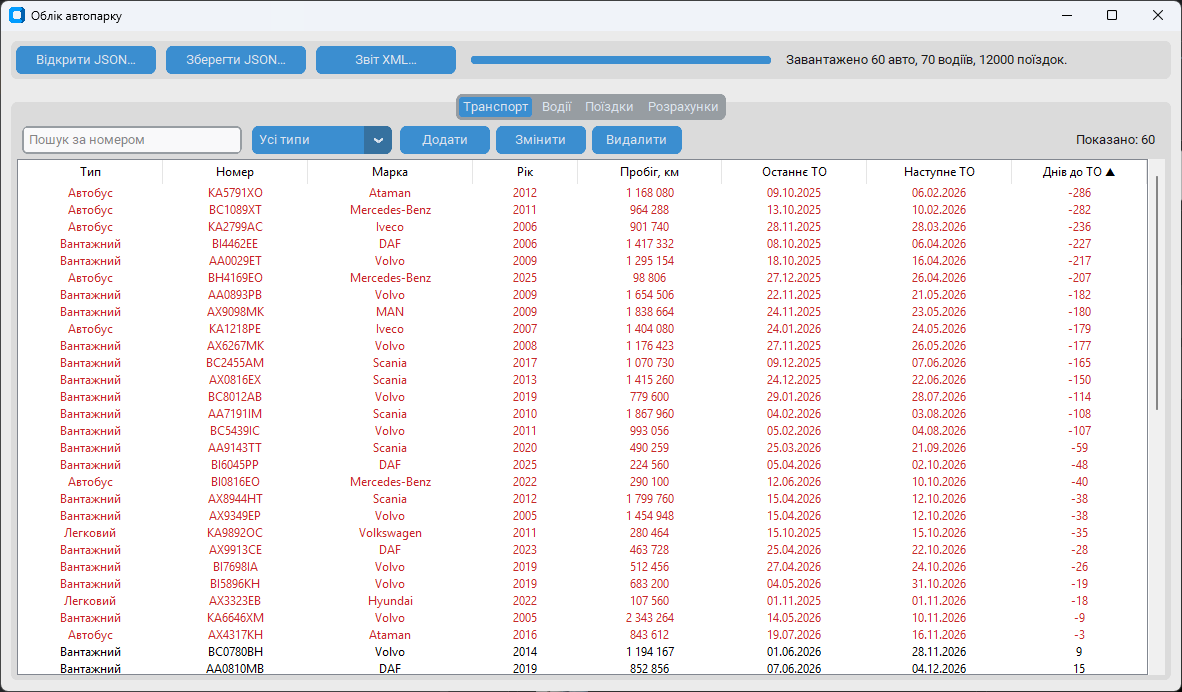 Облік автопарку
Відкрити JSON... Зберегти JSON... Звіт XML... Завантажено 60 авто, 70 водіїв, 12000 поїздок.
Транспорт Водії Поїздки Розрахунки
Пошук за номером Усі типи Додати Змінити Видалити Показано: 60
Тип Номер Марка Рік Пробіг, км Останнє ТО Наступне ТО Днів до ТО ▲
Автобус KA5791XO Ataman 2012 1 168 080 09.10.2025 06.02.2026 -286
Автобус BC1089XT Mercedes-Benz 2011 964 288 13.10.2025 10.02.2026 -282
Автобус KA2799AC Iveco 2006 901 740 28.11.2025 28.03.2026 -236
Вантажний BI4462EE DAF 2006 1 417 332 08.10.2025 06.04.2026 -227
Вантажний AA0029ET Volvo 2009 1 295 154 18.10.2025 16.04.2026 -217
Автобус BH4169EO Mercedes-Benz 2025 98 806 27.12.2025 26.04.2026 -207
Вантажний AA0893PB Volvo 2009 1 654 506 22.11.2025 21.05.2026 -182
Вантажний AX9098MK MAN 2009 1 838 664 24.11.2025 23.05.2026 -180
Автобус KA1218PE Iveco 2007 1 404 080 24.01.2026 24.05.2026 -179
Вантажний AX6267MK Volvo 2008 1 176 423 27.11.2025 26.05.2026 -177
Вантажний BC2455AM Scania 2017 1 070 730 09.12.2025 07.06.2026 -165
Вантажний AX0816EX Scania 2013 1 415 260 24.12.2025 22.06.2026 -150
Вантажний BC8012AB Volvo 2019 779 600 29.01.2026 28.07.2026 -114
Вантажний AA7191IM Scania 2010 1 867 960 04.02.2026 03.08.2026 -108
Вантажний BC5439IC Volvo 2011 993 056 05.02.2026 04.08.2026 -107
Вантажний AA9143TT Scania 2020 490 259 25.03.2026 21.09.2026 -59
Вантажний BI6045PP DAF 2025 224 560 05.04.2026 02.10.2026 -48
Автобус BI0816EO Mercedes-Benz 2022 290 100 12.06.2026 10.10.2026 -40
Вантажний AX8944HT Scania 2012 1 799 760 15.04.2026 12.10.2026 -38
Вантажний AX9349EP Volvo 2005 1 454 948 15.04.2026 12.10.2026 -38
Легковий KA9892OC Volkswagen 2011 280 464 15.10.2025 15.10.2026 -35
Вантажний AX9913CE DAF 2023 463 728 25.04.2026 22.10.2026 -28
Вантажний BI7698IA Volvo 2019 512 456 27.04.2026 24.10.2026 -26
Вантажний BI5896KH Volvo 2019 683 200 04.05.2026 31.10.2026 -19
Легковий AX3323EB Hyundai 2022 107 560 01.11.2025 01.11.2026 -18
Вантажний KA6646XM Volvo 2005 2 343 264 14.05.2026 10.11.2026 -9
Автобус AX4317KH Ataman 2016 843 612 19.07.2026 16.11.2026 -3
Вантажний BC0780BH Volvo 2014 1 194 167 01.06.2026 28.11.2026 9
Вантажний AA0810MB DAF 2019 852 856 07.06.2026 04.12.2026 15